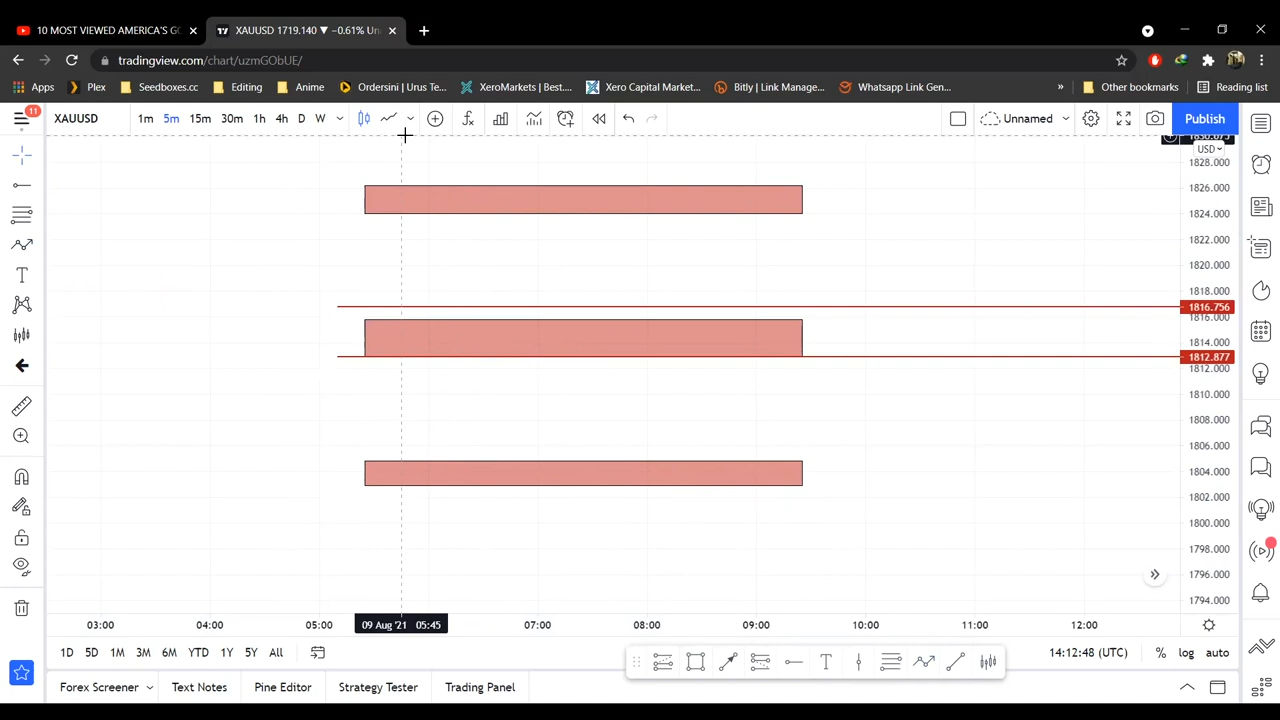 10 MOST VIEWED AMERICA'S GO
XAUUSD 1719.140 ▼ −0.61% Un
tradingview.com/chart/uzmGObUE/
Apps Plex Seedboxes.cc Editing Anime Ordersini | Urus Te... XeroMarkets | Best... Xero Capital Market... Bitly | Link Manage... Whatsapp Link Gen... » Other bookmarks Reading list
11
XAUUSD 1m 5m 15m 30m 1h 4h D W Unnamed Publish
USD
1828.000
1826.000
1824.000
1822.000
1820.000
1818.000
1816.756
1816.000
1814.000
1812.877
1812.000
1810.000
1808.000
1806.000
1804.000
1802.000
1800.000
1798.000
1796.000
1794.000
03:00 04:00 05:00 09 Aug '21 05:45 07:00 08:00 09:00 10:00 11:00 12:00
1D 5D 1M 3M 6M YTD 1Y 5Y All 14:12:48 (UTC) % log auto
Forex Screener Text Notes Pine Editor Strategy Tester Trading Panel